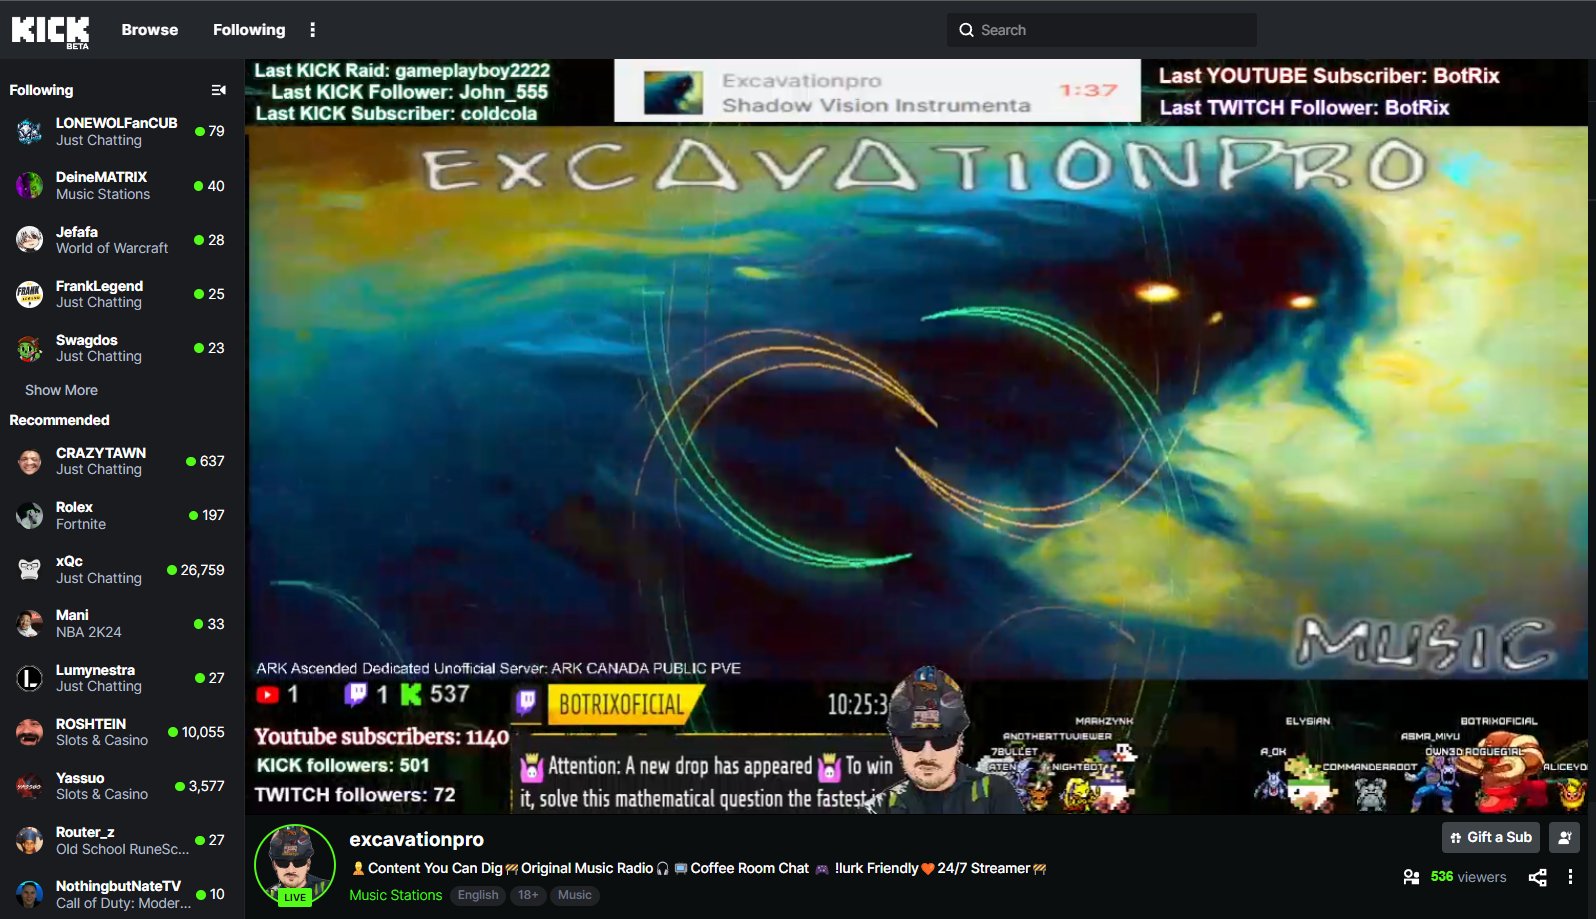 KICK
BETA
Browse
Following
Search
Following
LONEWOLFanCUB
Just Chatting
79
DeineMATRIX
Music Stations
40
Jefafa
World of Warcraft
28
FrankLegend
Just Chatting
25
Swagdos
Just Chatting
23
Show More
Recommended
CRAZYTAWN
Just Chatting
637
Rolex
Fortnite
197
xQc
Just Chatting
26,759
Mani
NBA 2K24
33
Lumynestra
Just Chatting
27
ROSHTEIN
Slots & Casino
10,055
Yassuo
Slots & Casino
3,577
Router_z
Old School RuneSc...
27
NothingbutNateTV
Call of Duty: Moder...
10
Last KICK Raid: gameplayboy2222
Last KICK Follower: John_555
Last KICK Subscriber: coldcola
Excavationpro
Shadow Vision Instrumenta
1:37
Last YOUTUBE Subscriber: BotRix
Last TWITCH Follower: BotRix
EXCAVATIONPRO
MUSIC
ARK Ascended Dedicated Unofficial Server: ARK CANADA PUBLIC PVE
1
1
537
Youtube subscribers: 1140
KICK followers: 501
TWITCH followers: 72
BOTRIXOFICIAL
10:25:3
Attention: A new drop has appeared To win
it, solve this mathematical question the fastest
MARKZYNK
ANOTHERTTVVIEWER
7BULLET
NIGHTBOT
ELYSIAN
BOTRIXOFICIAL
A_OK
COMMANDERROOT
LIVE
excavationpro
Content You Can Dig Original Music Radio Coffee Room Chat !lurk Friendly 24/7 Streamer
Music Stations
English
18+
Music
Gift a Sub
536 viewers